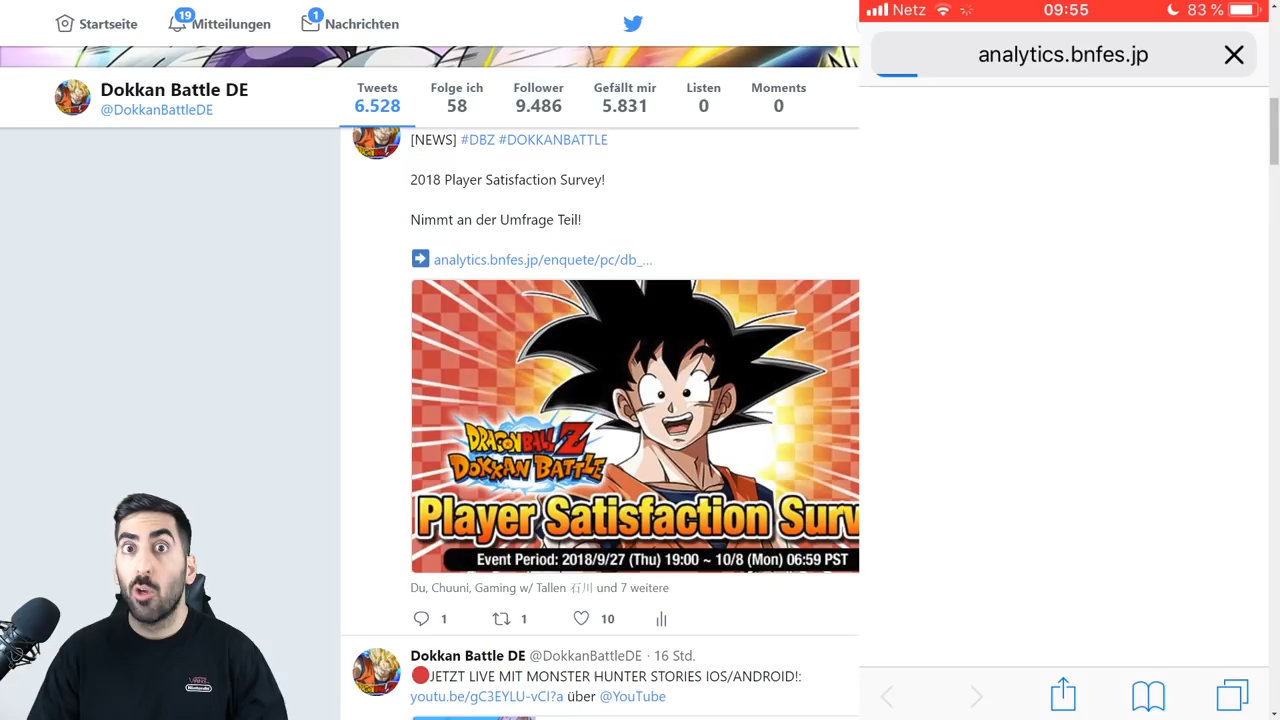 Startseite
19
Mitteilungen
1
Nachrichten
Dokkan Battle DE
@DokkanBattleDE
Tweets
6.528
Folge ich
58
Follower
9.486
Gefällt mir
5.831
Listen
0
Moments
0
[NEWS] #DBZ #DOKKANBATTLE
2018 Player Satisfaction Survey!
Nimmt an der Umfrage Teil!
analytics.bnfes.jp/enquete/pc/db_...
DRAGON BALL Z
DOKKAN BATTLE
Player Satisfaction Surv
Event Period: 2018/9/27 (Thu) 19:00 ~ 10/8 (Mon) 06:59 PST
Du, Chuuni, Gaming w/ Tallen 石川 und 7 weitere
1
1
10
Dokkan Battle DE @DokkanBattleDE · 16 Std.
JETZT LIVE MIT MONSTER HUNTER STORIES IOS/ANDROID!:
youtu.be/gC3EYLU-vCI?a über @YouTube
Netz
09:55
83 %
analytics.bnfes.jp
VANS
Nintendo